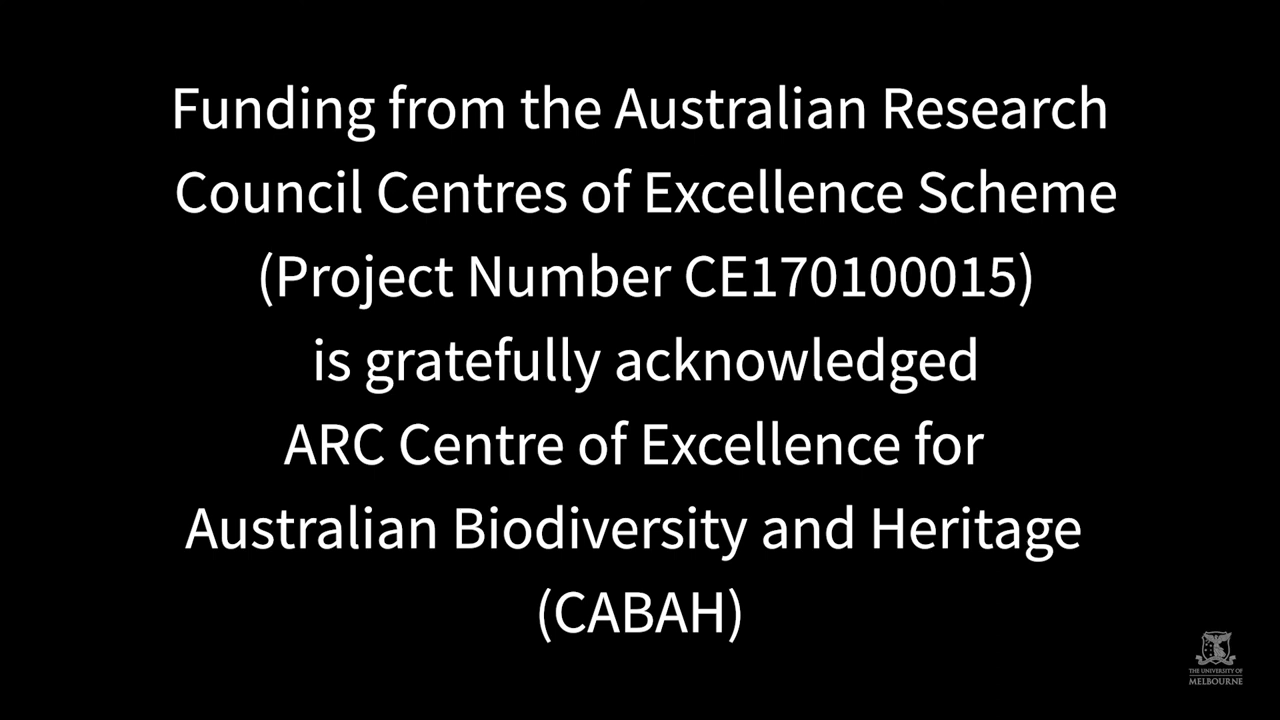 Funding from the Australian Research
Council Centres of Excellence Scheme
(Project Number CE170100015)
is gratefully acknowledged
ARC Centre of Excellence for
Australian Biodiversity and Heritage
(CABAH)
THE UNIVERSITY OF
MELBOURNE